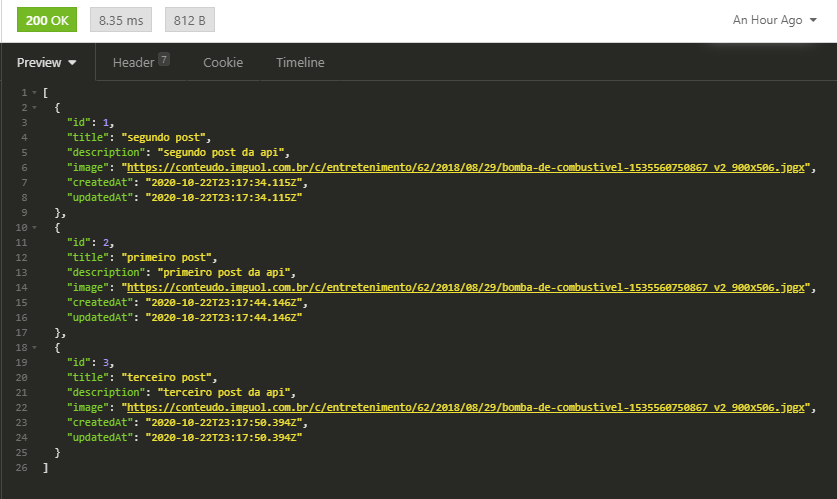 200 OK 8.35 ms 812 B An Hour Ago
Preview Header 7 Cookie Timeline
1 [
2 {
3 "id": 1,
4 "title": "segundo post",
5 "description": "segundo post da api",
6 "image": "https://conteudo.imguol.com.br/c/entretenimento/62/2018/08/29/bomba-de-combustivel-1535560750867_v2_900x506.jpgx",
7 "createdAt": "2020-10-22T23:17:34.115Z",
8 "updatedAt": "2020-10-22T23:17:34.115Z"
9 },
10 {
11 "id": 2,
12 "title": "primeiro post",
13 "description": "primeiro post da api",
14 "image": "https://conteudo.imguol.com.br/c/entretenimento/62/2018/08/29/bomba-de-combustivel-1535560750867_v2_900x506.jpgx",
15 "createdAt": "2020-10-22T23:17:44.146Z",
16 "updatedAt": "2020-10-22T23:17:44.146Z"
17 },
18 {
19 "id": 3,
20 "title": "terceiro post",
21 "description": "terceiro post da api",
22 "image": "https://conteudo.imguol.com.br/c/entretenimento/62/2018/08/29/bomba-de-combustivel-1535560750867_v2_900x506.jpgx",
23 "createdAt": "2020-10-22T23:17:50.394Z",
24 "updatedAt": "2020-10-22T23:17:50.394Z"
25 }
26 ]